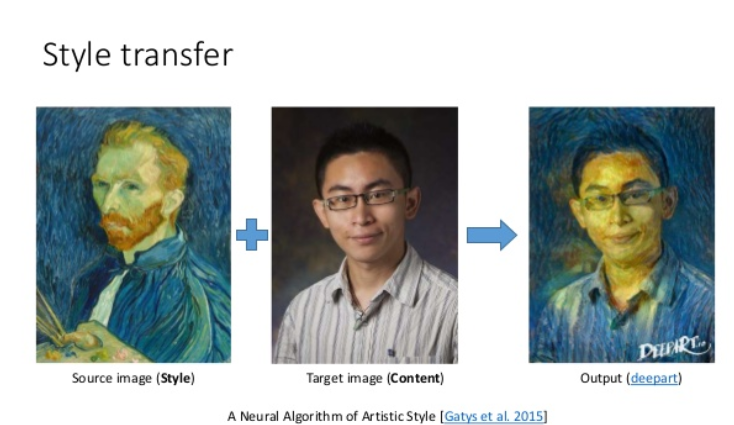 Style transfer
DEEPART.io
Source image (Style)
Target image (Content)
Output (deepart)
A Neural Algorithm of Artistic Style [Gatys et al. 2015]